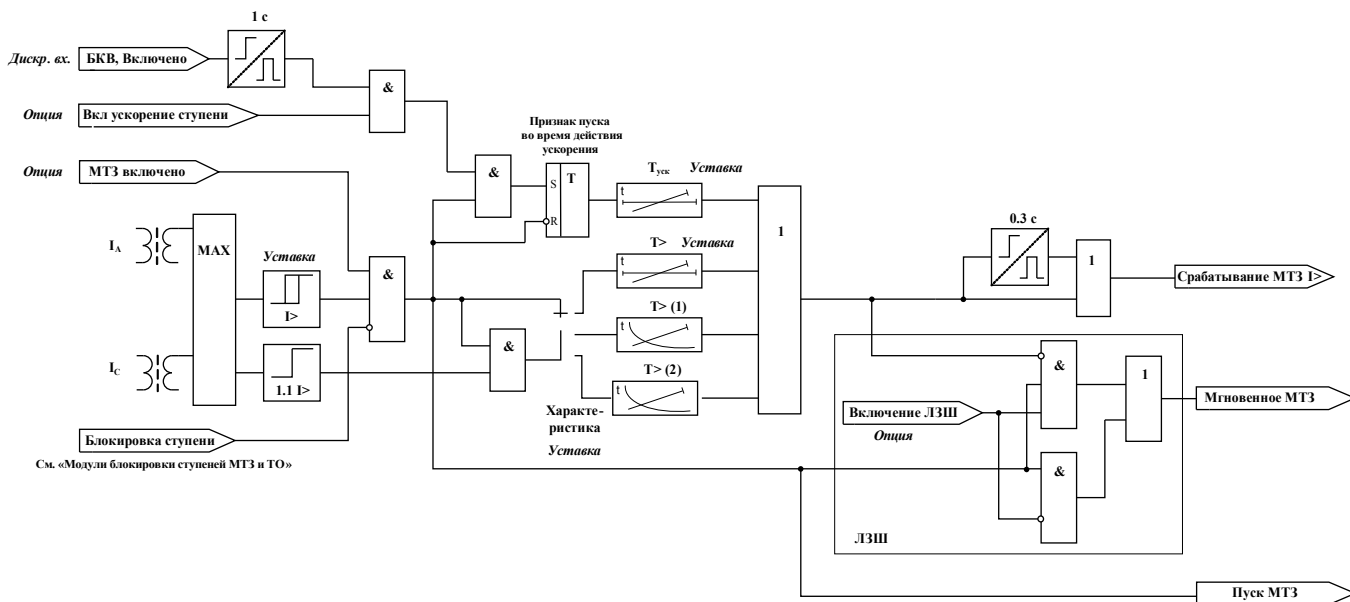 1 с
Дискр. вх.
БКВ, Включено
Опция
Вкл ускорение ступени
&
Признак пуска
во время действия
ускорения
Опция
МТЗ включено
&
S
T
R
Tуск
Уставка
t
IA
MAX
Уставка
I>
&
T>
Уставка
t
1
0.3 с
1
Срабатывание МТЗ I>
T> (1)
t
IC
1.1 I>
&
T> (2)
t
Характе-
ристика
Уставка
&
1
Включение ЛЗШ
Опция
Мгновенное МТЗ
Блокировка ступени
См. «Модули блокировки ступеней МТЗ и ТО»
&
ЛЗШ
Пуск МТЗ